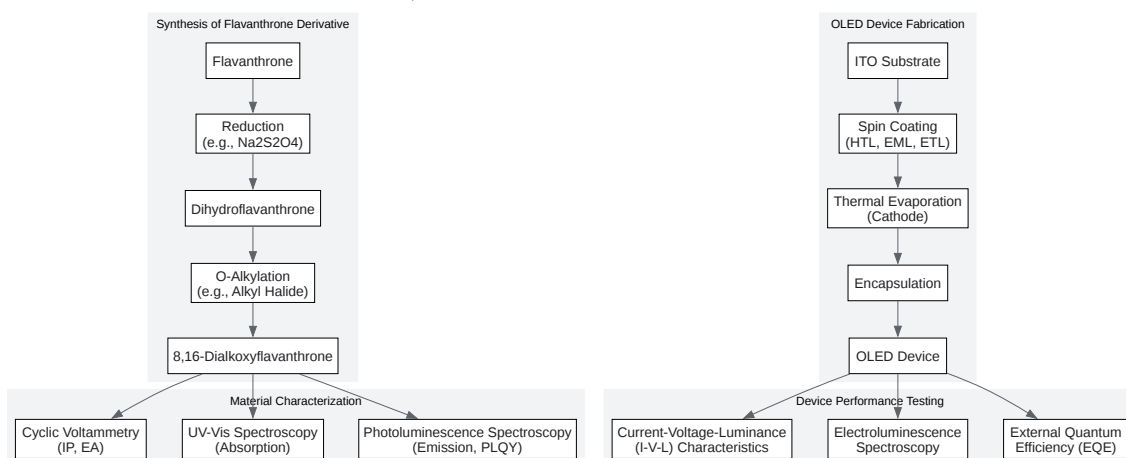 Synthesis of Flavanthrone Derivative
Flavanthrone
Reduction
(e.g., Na2S2O4)
Dihydroflavanthrone
O-Alkylation
(e.g., Alkyl Halide)
8,16-Dialkoxyflavanthrone
Material Characterization
Cyclic Voltammetry
(IP, EA)
UV-Vis Spectroscopy
(Absorption)
Photoluminescence Spectroscopy
(Emission, PLQY)
OLED Device Fabrication
ITO Substrate
Spin Coating
(HTL, EML, ETL)
Thermal Evaporation
(Cathode)
Encapsulation
OLED Device
Device Performance Testing
Current-Voltage-Luminance
(I-V-L) Characteristics
Electroluminescence
Spectroscopy
External Quantum
Efficiency (EQE)